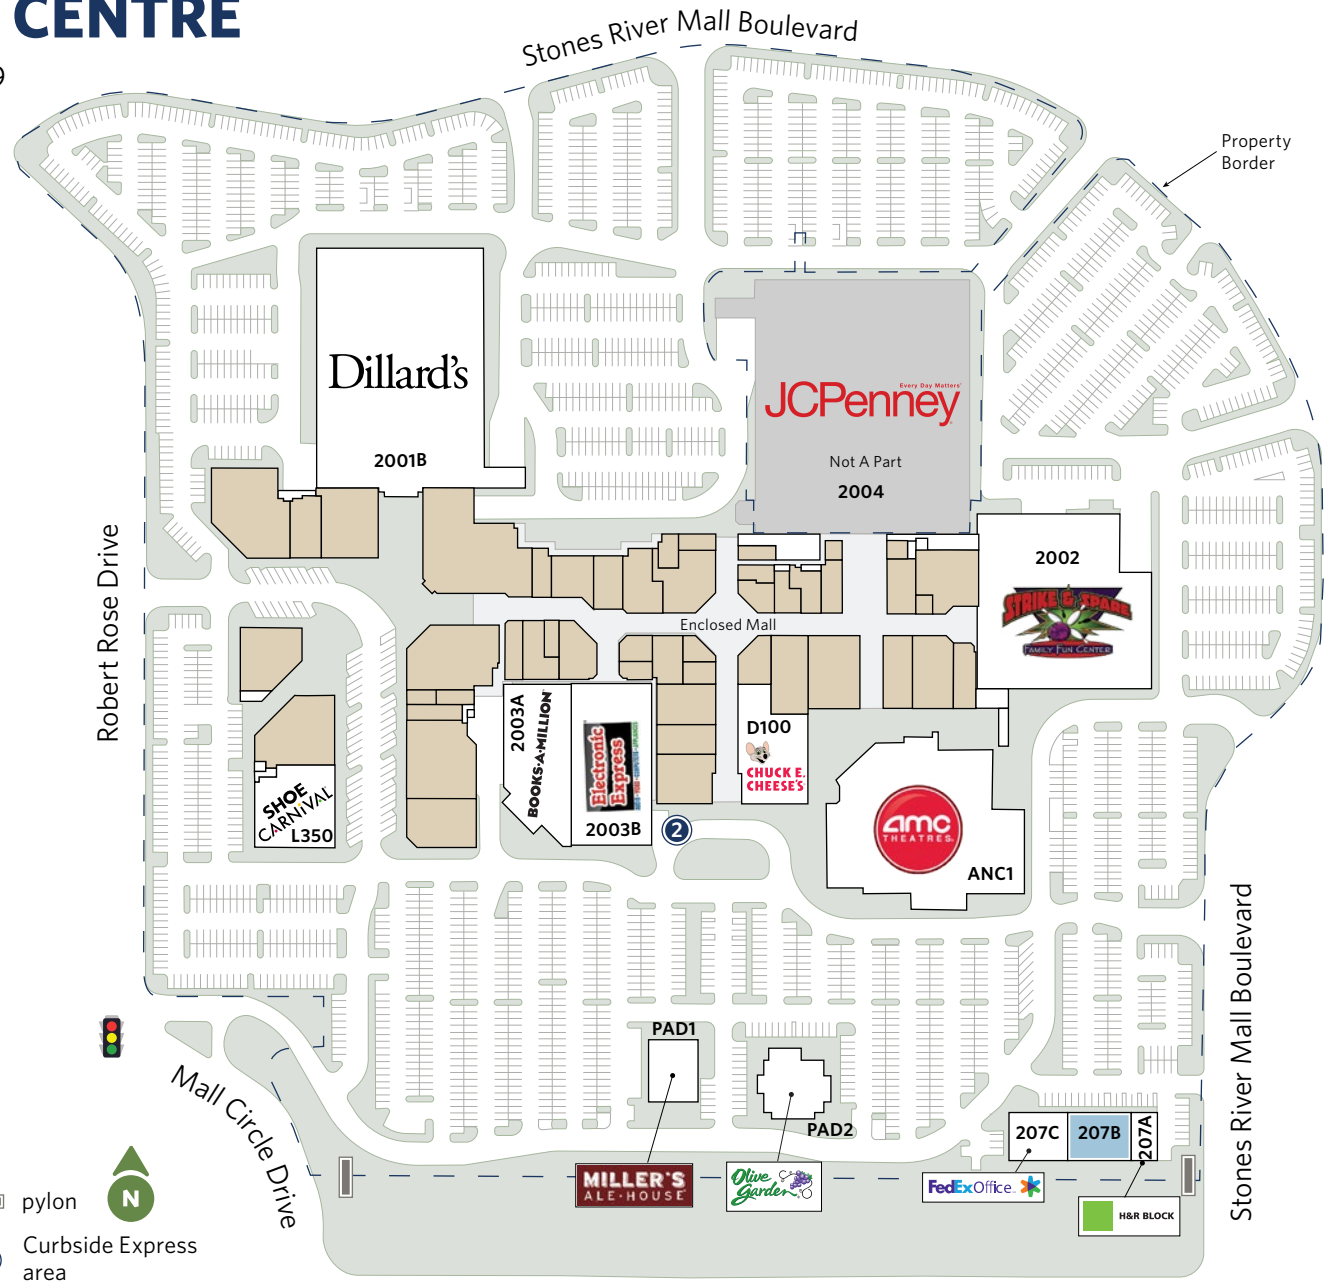 CENTRE
9
Stones River Mall Boulevard
Property
Border
Dillard's
2001B
Every Day Matters
JCPenney
Not A Part
2004
2002
STRIKE & SPARE
FAMILY FUN CENTER
Enclosed Mall
Robert Rose Drive
2003A
BOOKS-A-MILLION
Electronic
Express
2003B
D100
CHUCK E.
CHEESE'S
2
SHOE
CARNIVAL
L350
amc
THEATRES
ANC1
Stones River Mall Boulevard
PAD1
PAD2
Mall Circle Drive
MILLER'S
ALE·HOUSE
Olive
Garden
207C
207B
207A
FedEx Office
H&R BLOCK
N
pylon
Curbside Express
area